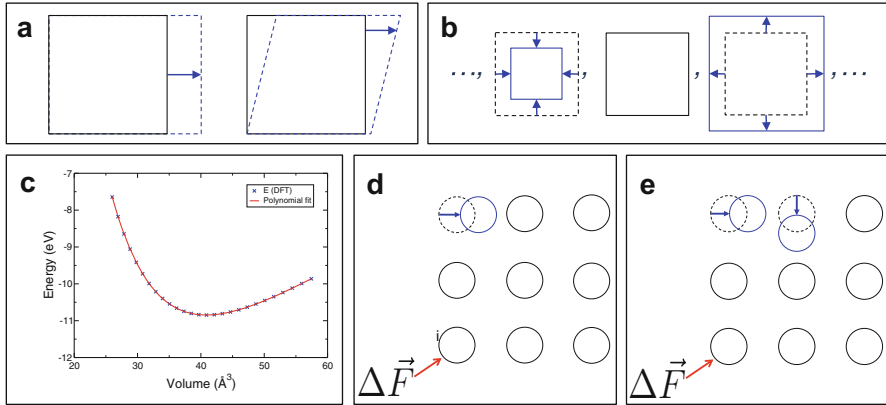 a
b
..., , , , ...
c
-7
-8
-9
-10
-11
-12
20 30 40 50 60
Energy (eV)
Volume (Å³)
E (DFT)
Polynomial fit
d
i
ΔF⃗
e
ΔF⃗